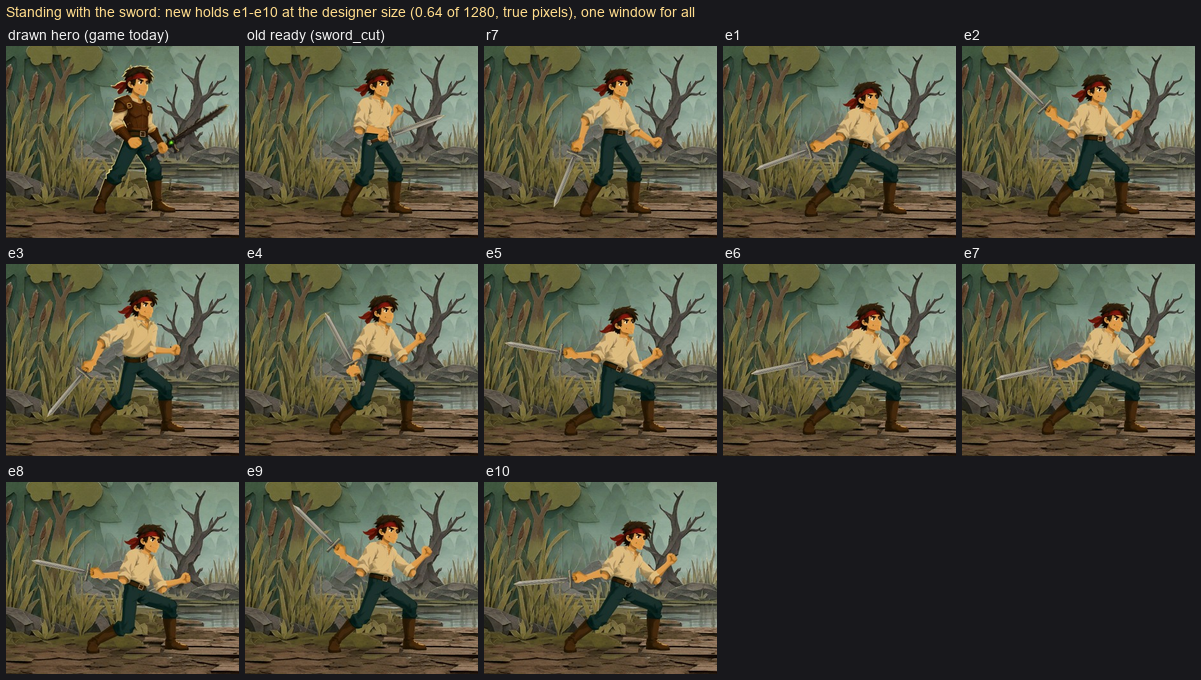 Standing with the sword: new holds e1-e10 at the designer size (0.64 of 1280, true pixels), one window for all
drawn hero (game today)
old ready (sword_cut)
r7
e1
e2
e3
e4
e5
e6
e7
e8
e9
e10